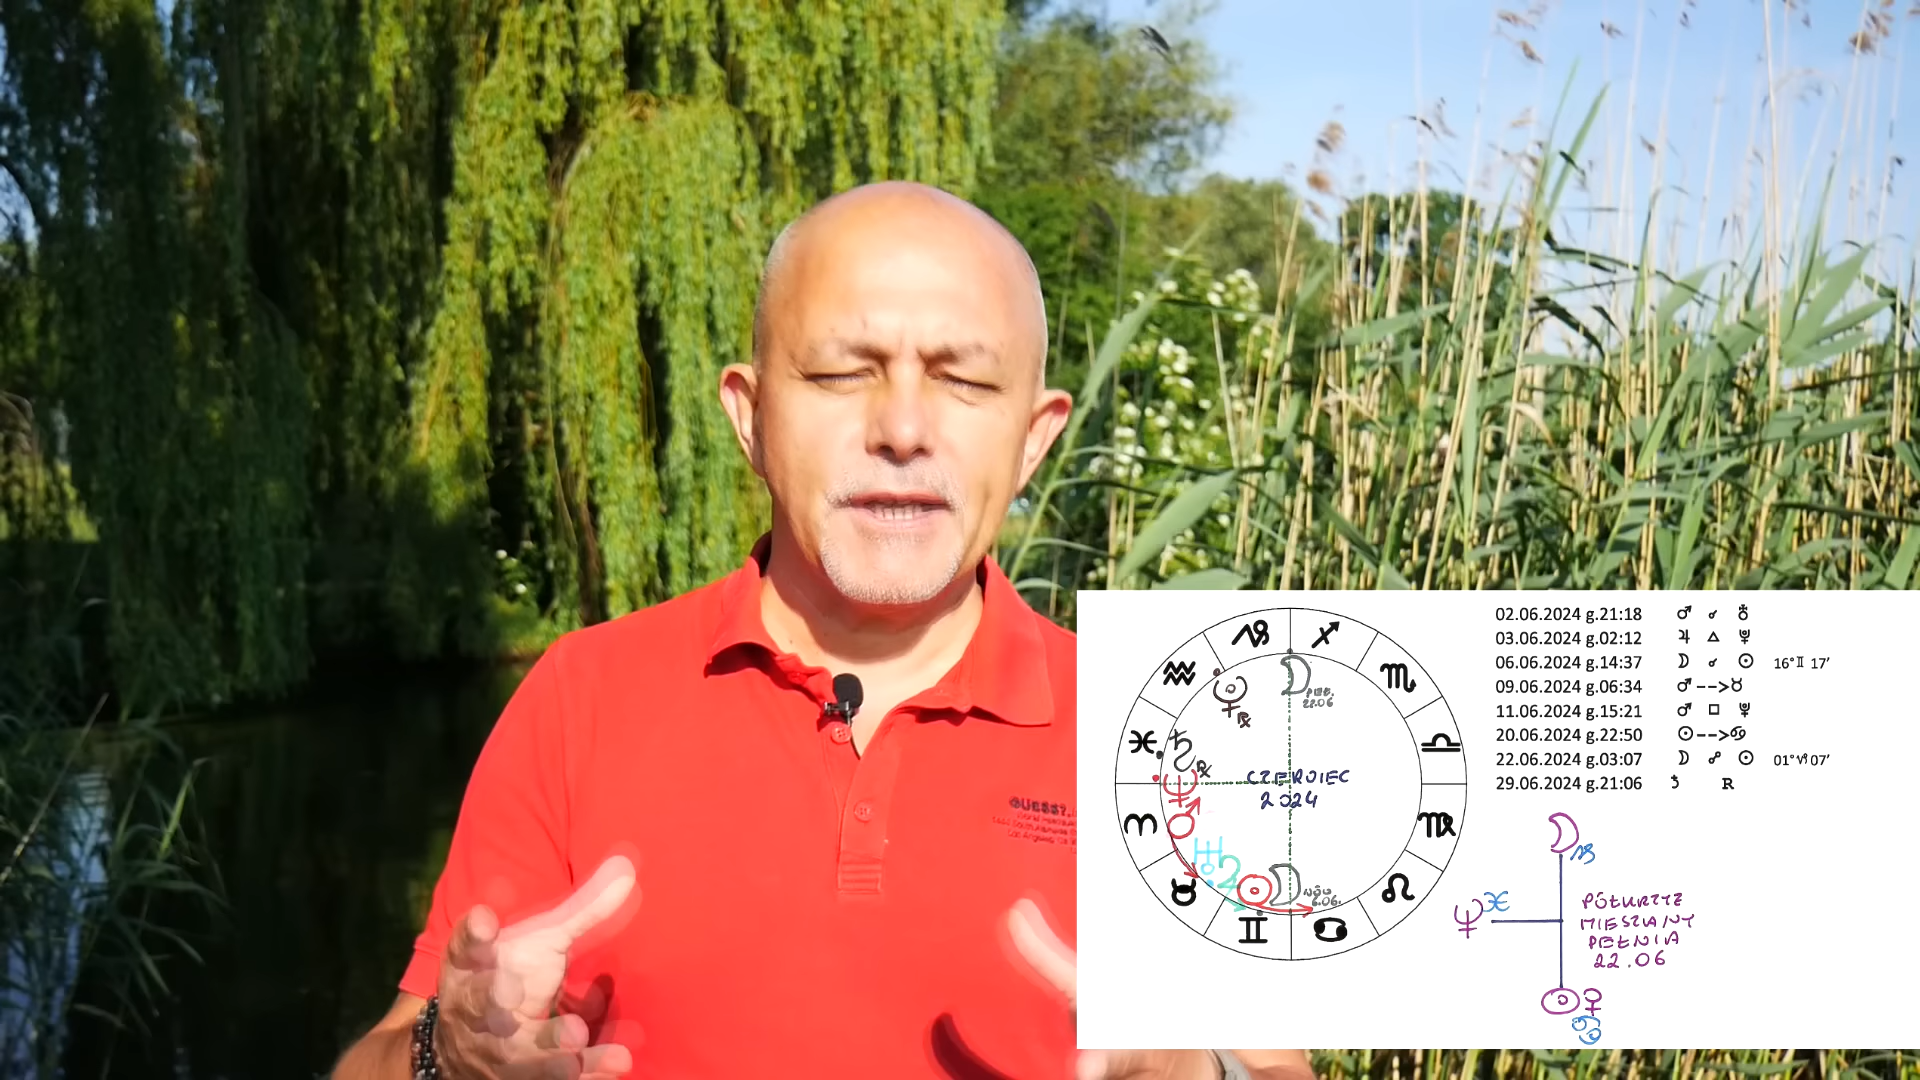 GUESS?
PEŁ.
22.06
CZERWIEC
2024
NÓW
6.06.
02.06.2024 g.21:18 ♂ ☌ ⚷
03.06.2024 g.02:12 ♃ △ ♇
06.06.2024 g.14:37 ☽ ☌ ☉ 16°♊ 17’
09.06.2024 g.06:34 ♂-->♉
11.06.2024 g.15:21 ♂ □ ♇
20.06.2024 g.22:50 ☉-->♋
22.06.2024 g.03:07 ☽ ☍ ☉ 01°♑07’
29.06.2024 g.21:06 ♄ R
PÓŁKRZYŻ
MIESZANY
PEŁNIA
22.06